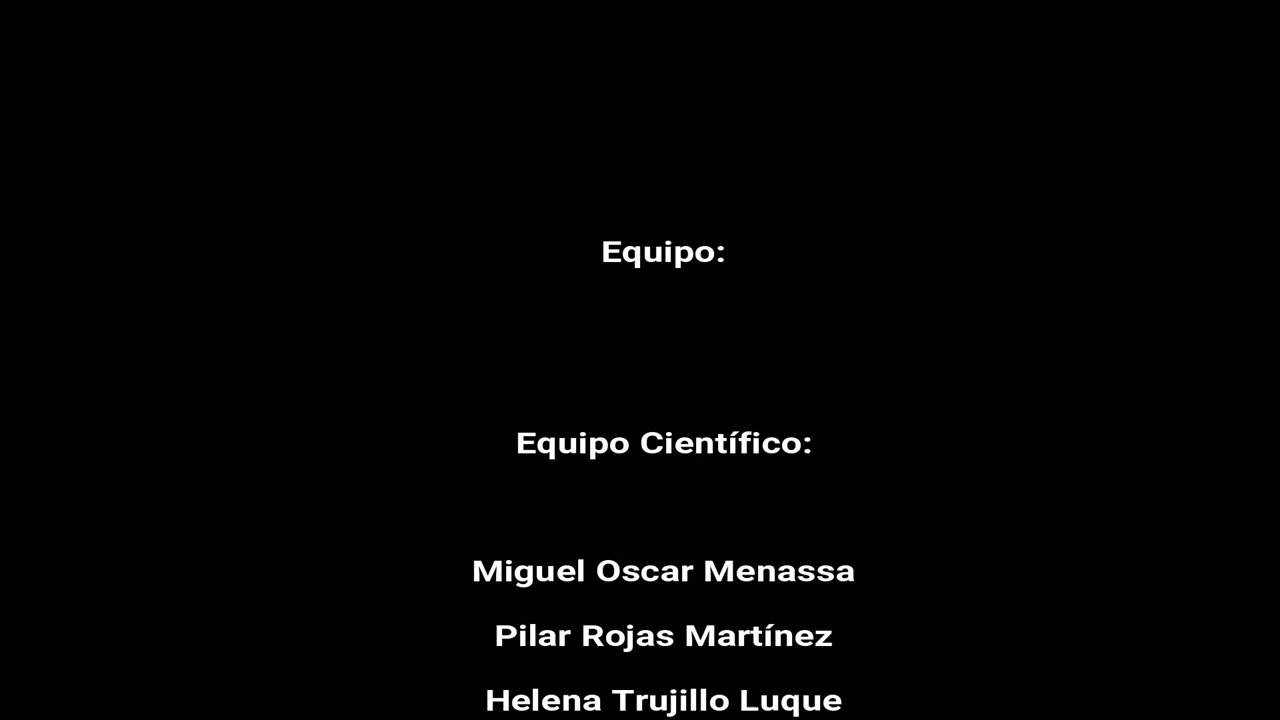 Equipo:
Equipo Científico:
Miguel Oscar Menassa
Pilar Rojas Martínez
Helena Trujillo Luque